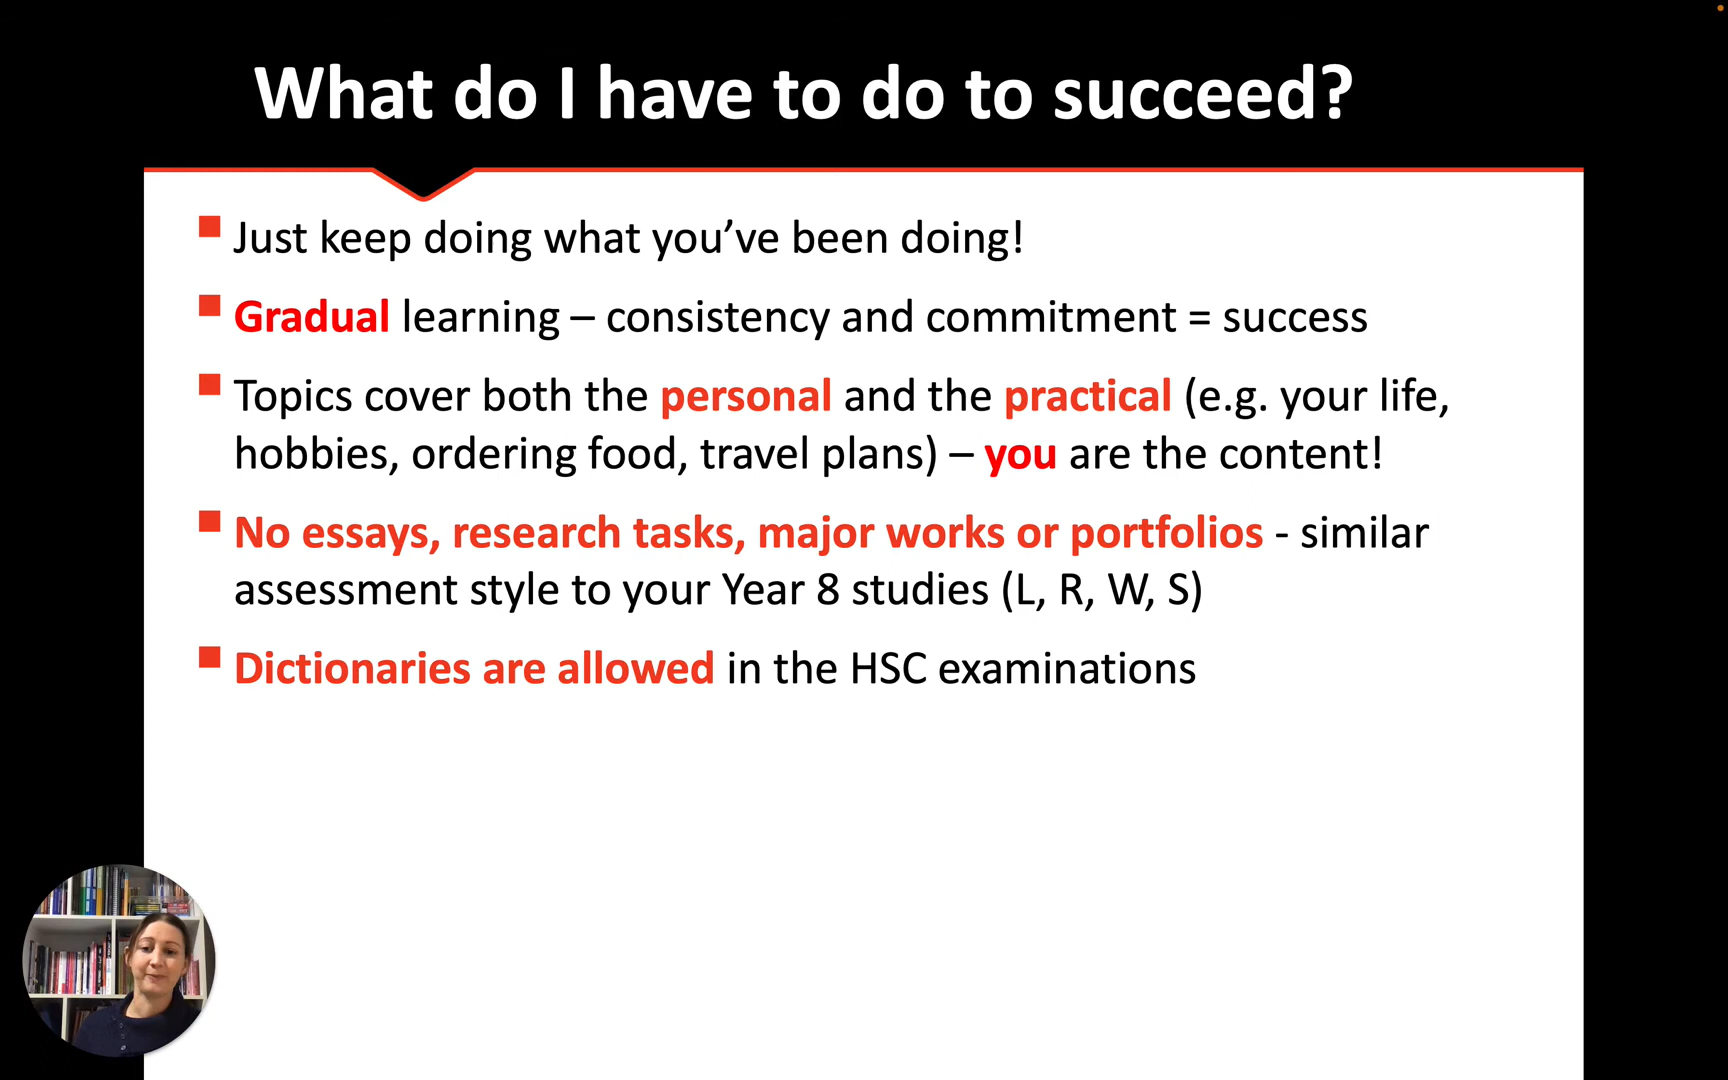 What do I have to do to succeed?
Just keep doing what you’ve been doing!
Gradual learning – consistency and commitment = success
Topics cover both the personal and the practical (e.g. your life,
hobbies, ordering food, travel plans) – you are the content!
No essays, research tasks, major works or portfolios - similar
assessment style to your Year 8 studies (L, R, W, S)
Dictionaries are allowed in the HSC examinations